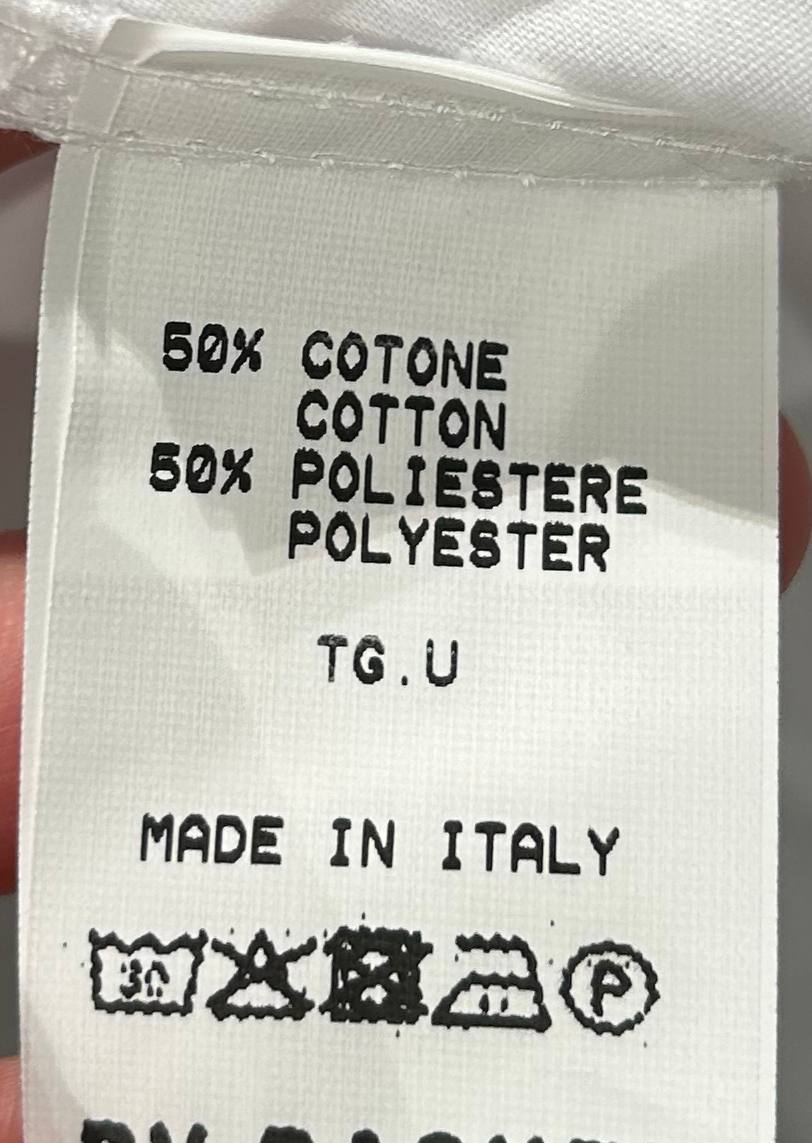 50% COTONE
COTTON
50% POLIESTERE
POLYESTER
TG.U
MADE IN ITALY
30
P